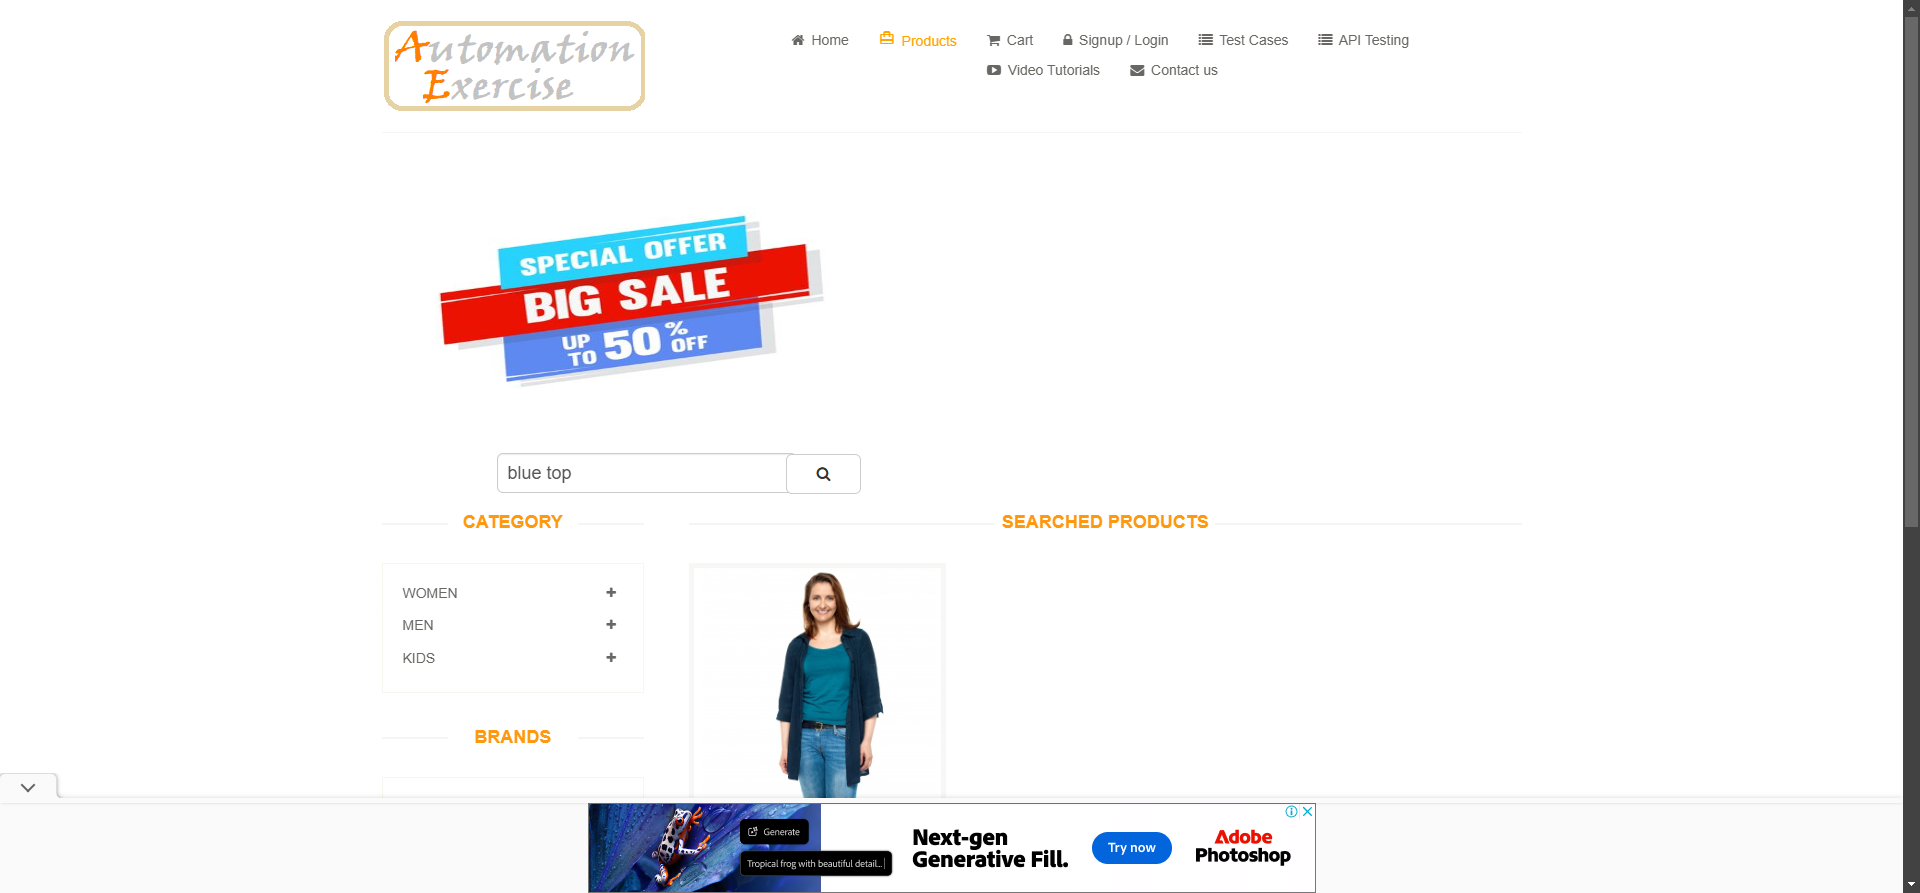 Automation
Exercise
Home
Products
Cart
Signup / Login
Test Cases
API Testing
Video Tutorials
Contact us
SPECIAL OFFER
BIG SALE
UP TO 50% OFF
blue top
CATEGORY
SEARCHED PRODUCTS
WOMEN
MEN
KIDS
BRANDS
Generate
Tropical frog with beautiful detail...
Next-gen
Generative Fill.
Try now
Adobe
Photoshop